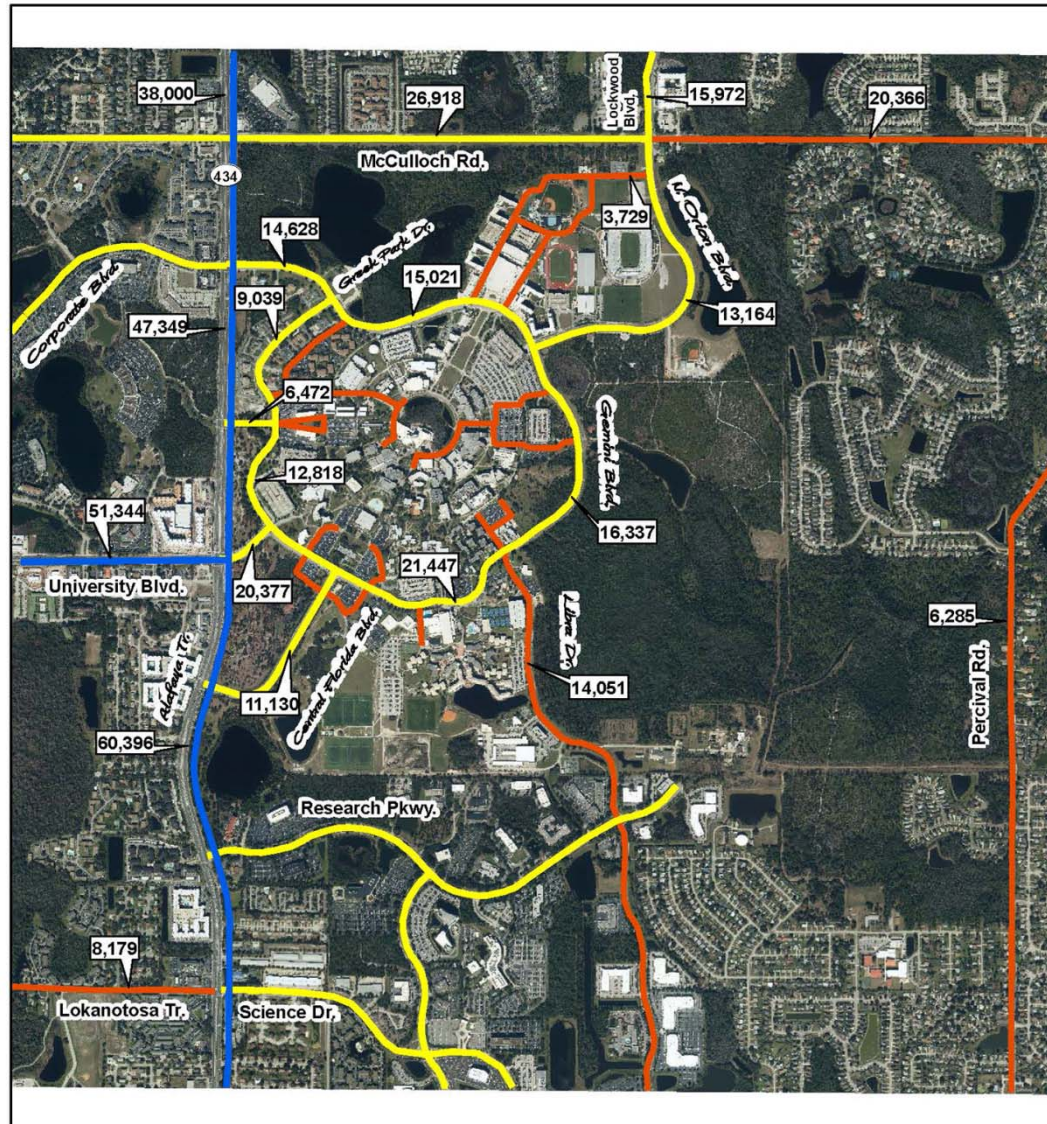 38,000
26,918
Lockwood
Blvd.
15,972
20,366
McCulloch Rd.
434
3,729
N. Orion Blvd.
14,628
Greek Park Dr.
15,021
9,039
Corporate Blvd.
47,349
13,164
6,472
Gemini Blvd.
12,818
51,344
16,337
21,447
University Blvd.
20,377
Libra Dr.
6,285
Alafaya Tr.
11,130
Central Florida Blvd.
14,051
Percival Rd.
60,396
Research Pkwy.
8,179
Lokanotosa Tr.
Science Dr.